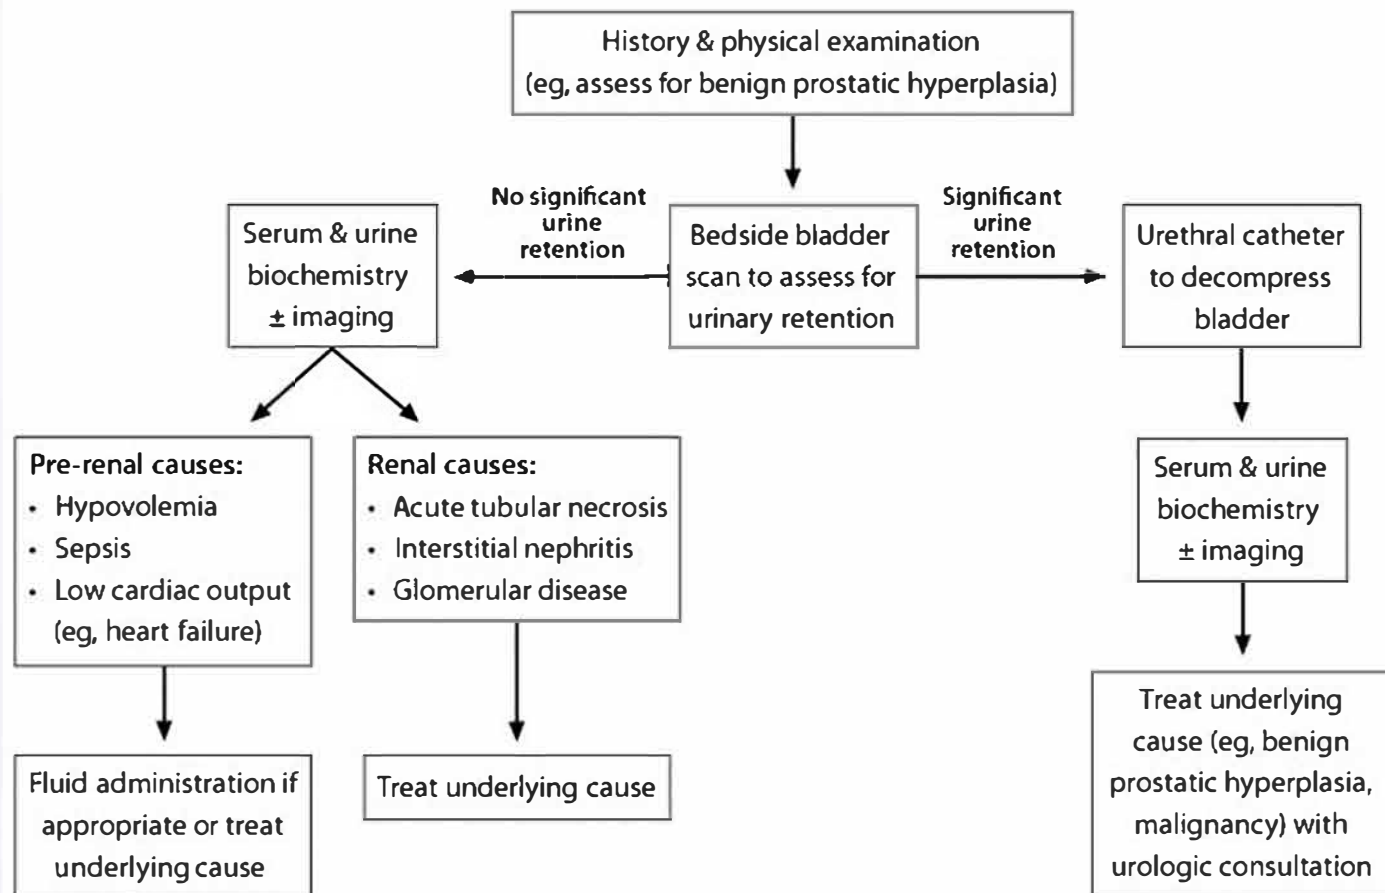 History & physical examination
(eg, assess for benign prostatic hyperplasia)
No significant
urine
retention
Significant
urine
retention
Serum & urine
biochemistry
± imaging
Bedside bladder
scan to assess for
urinary retention
Urethral catheter
to decompress
bladder
Pre-renal causes:
• Hypovolemia
• Sepsis
• Low cardiac output
(eg, heart failure)
Renal causes:
• Acute tubular necrosis
• Interstitial nephritis
• Glomerular disease
Serum & urine
biochemistry
± imaging
Fluid administration if
appropriate or treat
underlying cause
Treat underlying cause
Treat underlying
cause (eg, benign
prostatic hyperplasia,
malignancy) with
urologic consultation